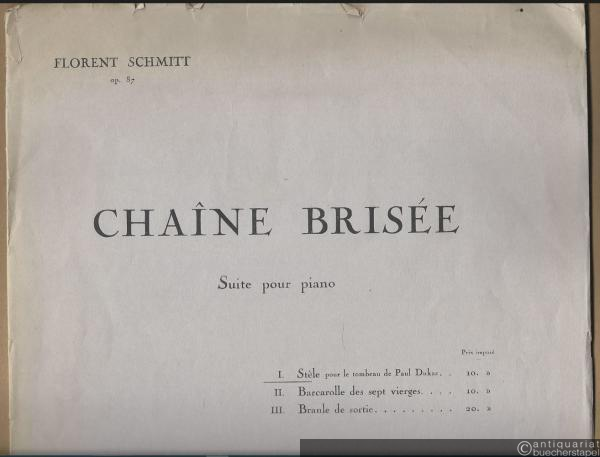 FLORENT SCHMITT
op. 87
CHAÎNE BRISÉE
Suite pour piano
Prix imposé
I. Stèle pour le tombeau de Paul Dukas. . 10. »
II. Barcarolle des sept vierges. . . . 10. »
III. Branle de sortie. . . . . . . . . 20. »
©antiquariat
buecherstapel